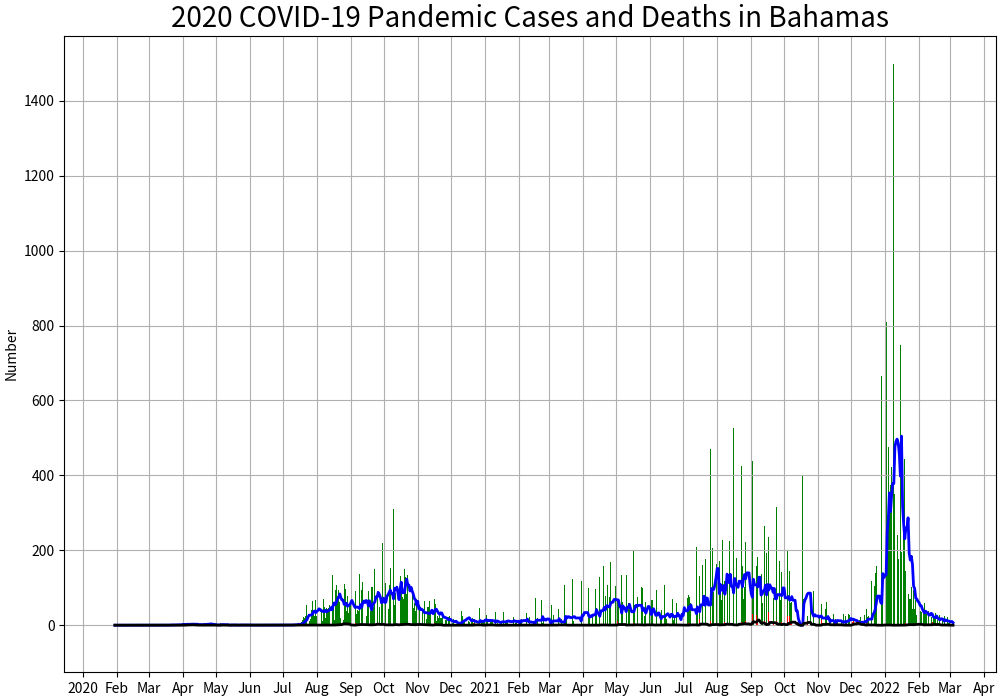 2020 COVID-19 Pandemic Cases and Deaths in Bahamas
1400
1200
1000
800
600
400
200
0
Number
2020 Feb Mar Apr May Jun Jul Aug Sep Oct Nov Dec 2021 Feb Mar Apr May Jun Jul Aug Sep Oct Nov Dec 2022 Feb Mar Apr